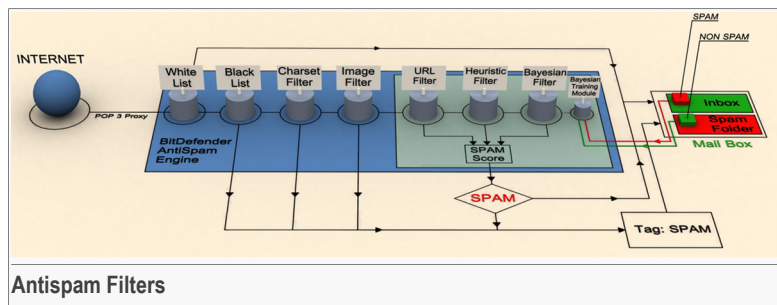 SPAM
NON SPAM
INTERNET
White
List
Black
List
Charset
Filter
Image
Filter
URL
Filter
Heuristic
Filter
Bayesian
Filter
Bayesian
Training
Module
POP 3 Proxy
BitDefender
AntiSpam
Engine
SPAM
Score
Inbox
Spam
Folder
Mail Box
SPAM
Tag: SPAM
Antispam Filters